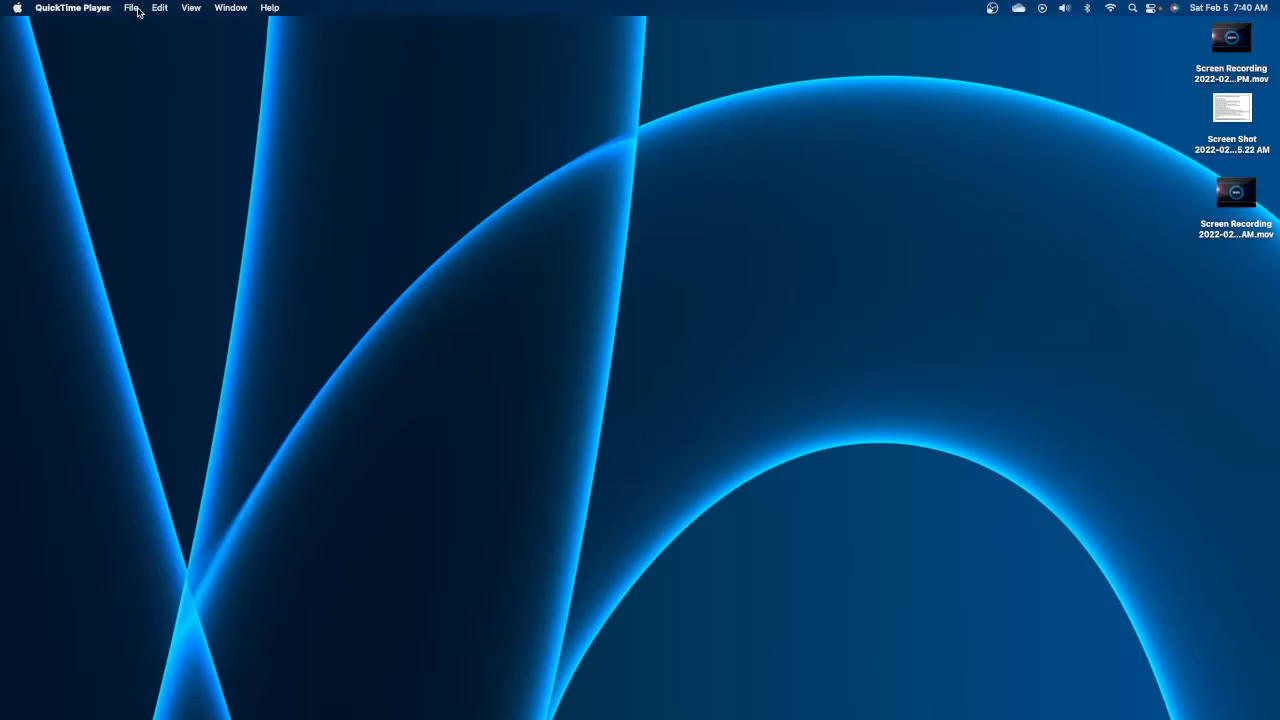 QuickTime Player File Edit View Window Help Sat Feb 5 7:40 AM
Screen Recording
2022-02...PM.mov
Screen Shot
2022-02...5.22 AM
Screen Recording
2022-02...AM.mov